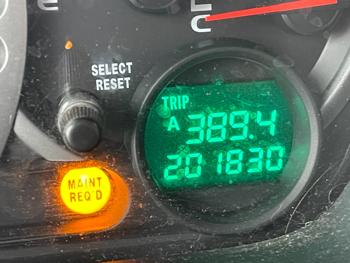 C
C
SELECT
RESET
TRIP
A 389.4
201830
MAINT
REQ'D